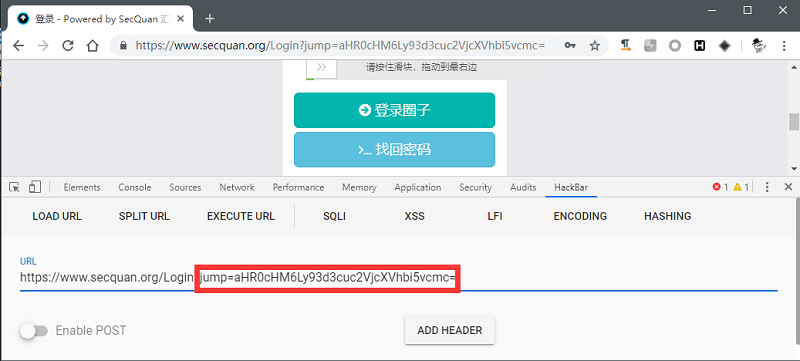 登录 - Powered by SecQuan 汇
https://www.secquan.org/Login?jump=aHR0cHM6Ly93d3cuc2VjcXVhbi5vcmc=
请按住滑块，拖动到最右边
登录圈子
>_ 找回密码
Elements Console Sources Network Performance Memory Application Security Audits HackBar 1 1
LOAD URL SPLIT URL EXECUTE URL SQLI XSS LFI ENCODING HASHING
URL
https://www.secquan.org/Login?jump=aHR0cHM6Ly93d3cuc2VjcXVhbi5vcmc=
Enable POST ADD HEADER